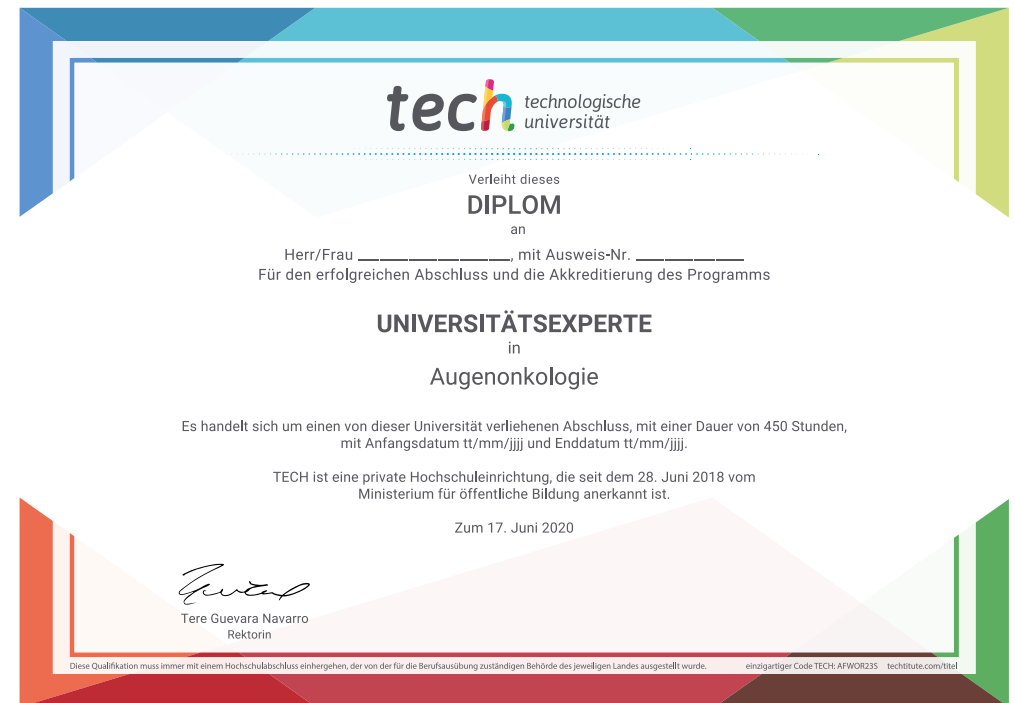 tech technologische
universität
Verleiht dieses
DIPLOM
an
Herr/Frau ____________________, mit Ausweis-Nr. ______________
Für den erfolgreichen Abschluss und die Akkreditierung des Programms
UNIVERSITÄTSEXPERTE
in
Augenonkologie
Es handelt sich um einen von dieser Universität verliehenen Abschluss, mit einer Dauer von 450 Stunden,
mit Anfangsdatum tt/mm/jjjj und Enddatum tt/mm/jjjj.
TECH ist eine private Hochschuleinrichtung, die seit dem 28. Juni 2018 vom
Ministerium für öffentliche Bildung anerkannt ist.
Zum 17. Juni 2020
Tere Guevara Navarro
Rektorin
Diese Qualifikation muss immer mit einem Hochschulabschluss einhergehen, der von der für die Berufsausübung zuständigen Behörde des jeweiligen Landes ausgestellt wurde. einzigartiger Code TECH: AFWOR23S techtitute.com/titel